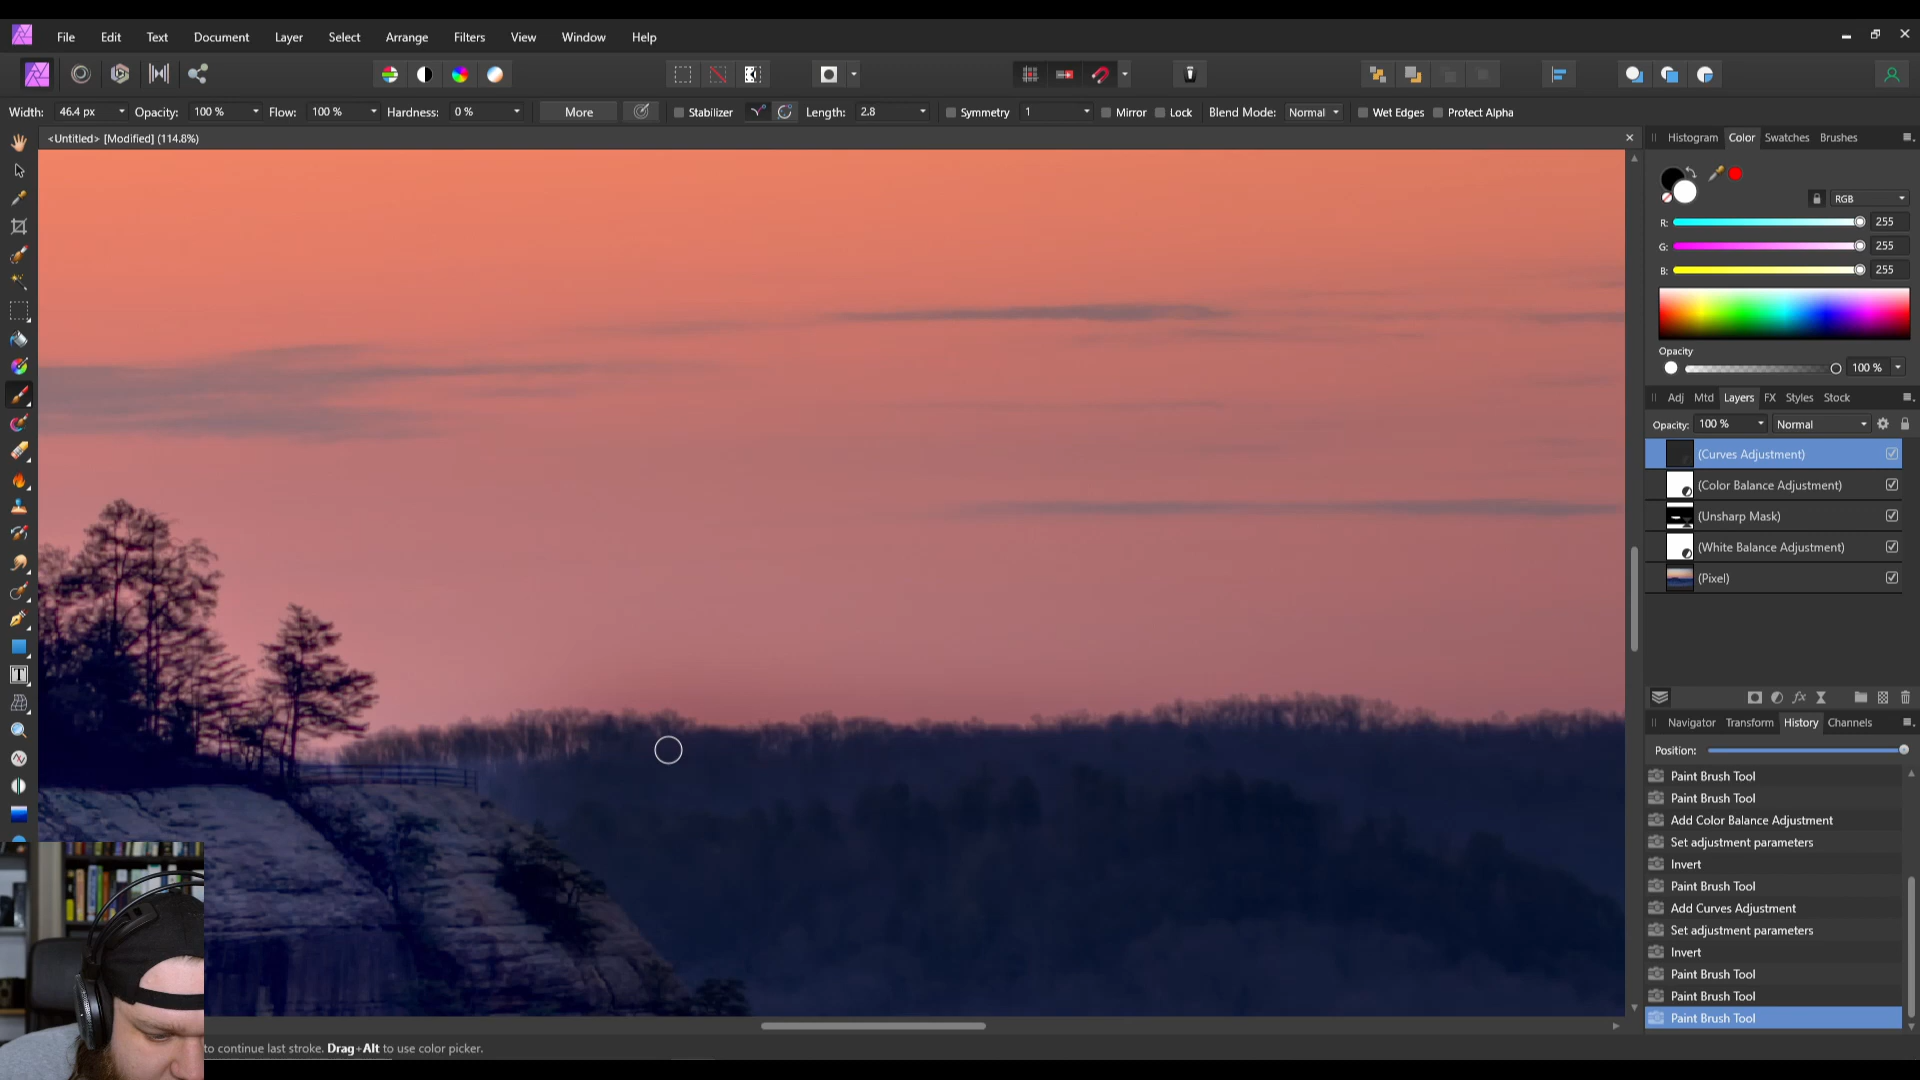 File Edit Text Document Layer Select Arrange Filters View Window Help
Width: 46.4 px Opacity: 100 % Flow: 100 % Hardness: 0 % More Stabilizer Length: 2.8 Symmetry 1 Mirror Lock Blend Mode: Normal Wet Edges Protect Alpha
<Untitled> [Modified] (114.8%)
Histogram Color Swatches Brushes
RGB
R: 255
G: 255
B: 255
Opacity
100 %
Adj Mtd Layers FX Styles Stock
Opacity: 100 % Normal
(Curves Adjustment)
(Color Balance Adjustment)
(Unsharp Mask)
(White Balance Adjustment)
(Pixel)
Navigator Transform History Channels
Position:
Paint Brush Tool
Paint Brush Tool
Add Color Balance Adjustment
Set adjustment parameters
Invert
Paint Brush Tool
Add Curves Adjustment
Set adjustment parameters
Invert
Paint Brush Tool
Paint Brush Tool
Paint Brush Tool
to continue last stroke. Drag+Alt to use color picker.